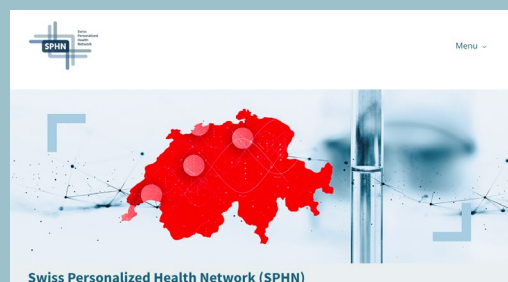 SPHN
Swiss
Personalized
Health
Network
Menu
Swiss Personalized Health Network (SPHN)